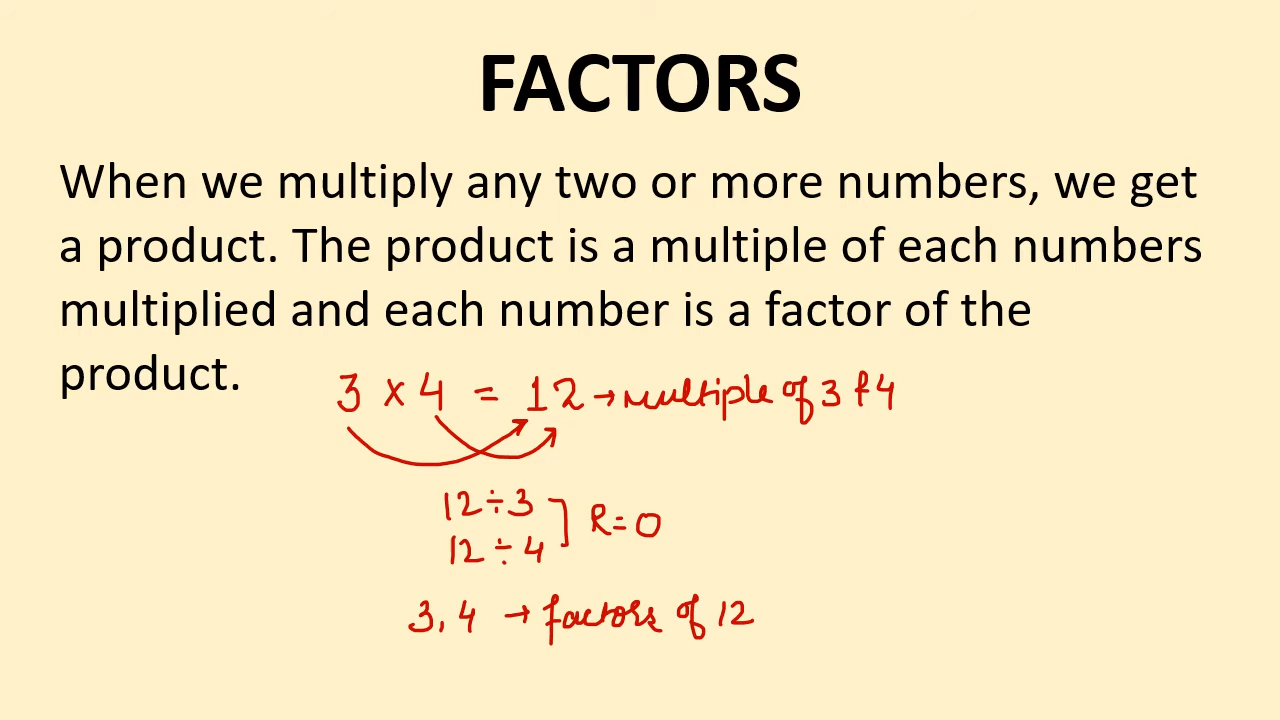 FACTORS
When we multiply any two or more numbers, we get
a product. The product is a multiple of each numbers
multiplied and each number is a factor of the
product.
3 × 4 = 12 → multiple of 3 & 4
12 ÷ 3
12 ÷ 4 ] R = 0
3, 4 → factors of 12